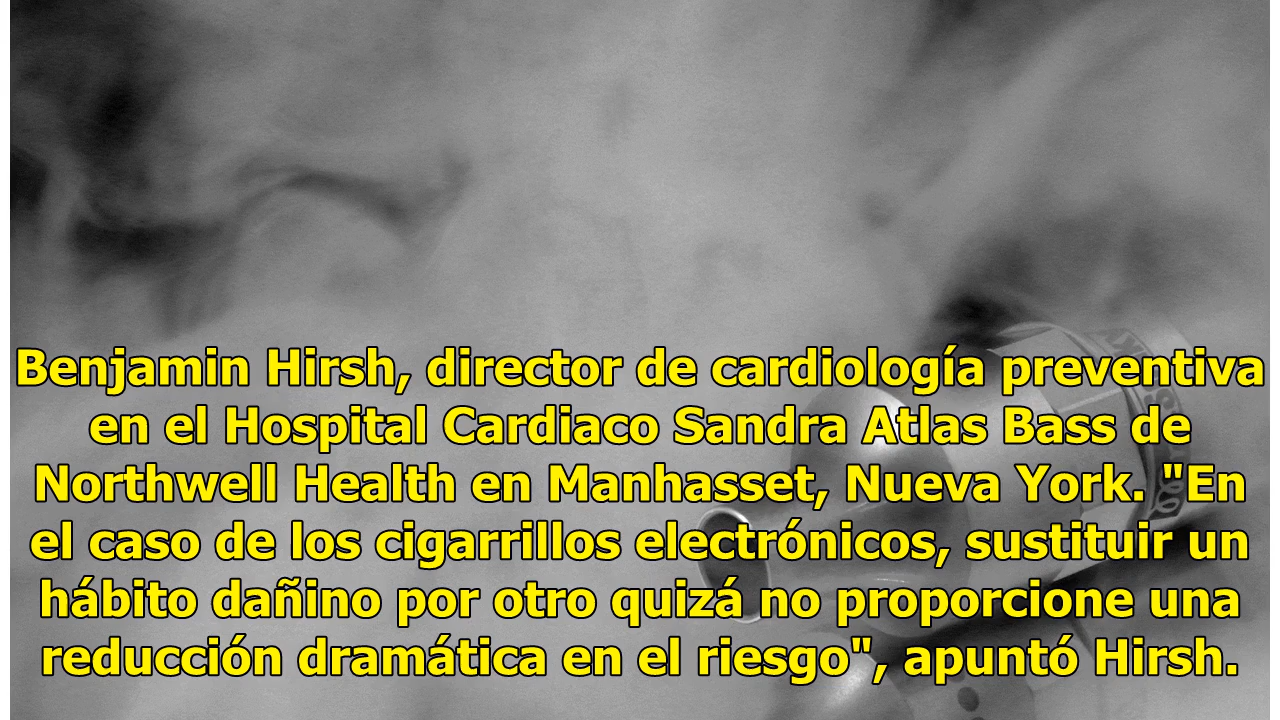 Benjamin Hirsh, director de cardiología preventiva
en el Hospital Cardiaco Sandra Atlas Bass de
Northwell Health en Manhasset, Nueva York. "En
el caso de los cigarrillos electrónicos, sustituir un
hábito dañino por otro quizá no proporcione una
reducción dramática en el riesgo", apuntó Hirsh.